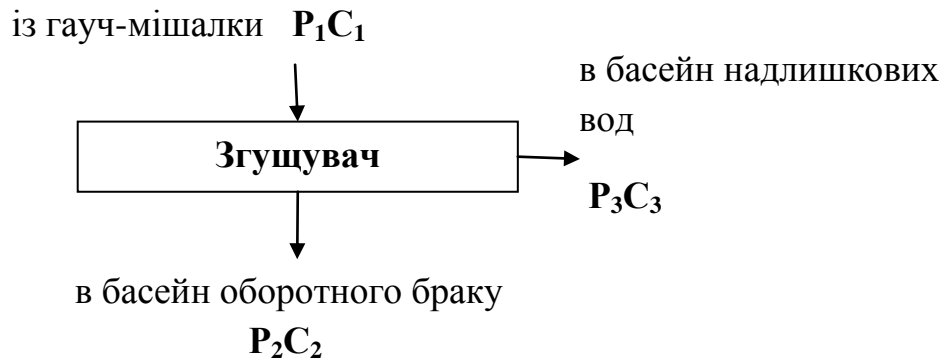 із гауч-мішалки P₁C₁
в басейн надлишкових
вод
Згущувач
P₃C₃
в басейн оборотного браку
P₂C₂